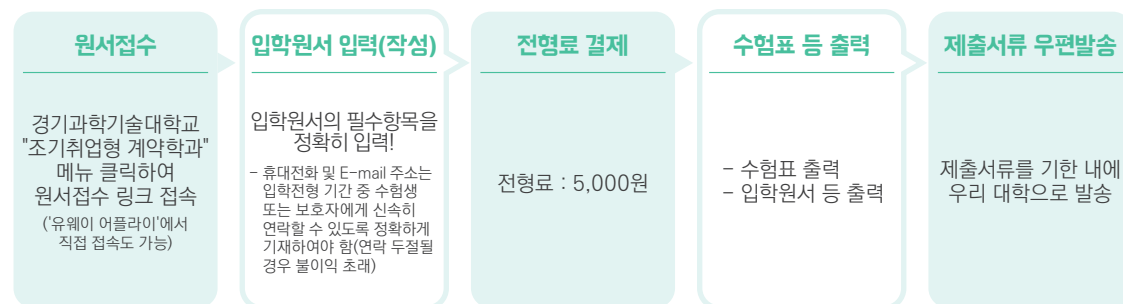 원서접수
경기과학기술대학교
"조기취업형 계약학과"
메뉴 클릭하여
원서접수 링크 접속
('유웨이 어플라이'에서
직접 접속도 가능)
입학원서 입력(작성)
입학원서의 필수항목을
정확히 입력!
- 휴대전화 및 E-mail 주소는
입학전형 기간 중 수험생
또는 보호자에게 신속히
연락할 수 있도록 정확하게
기재하여야 함(연락 두절될
경우 불이익 초래)
전형료 결제
전형료 : 5,000원
수험표 등 출력
- 수험표 출력
- 입학원서 등 출력
제출서류 우편발송
제출서류를 기한 내에
우리 대학으로 발송